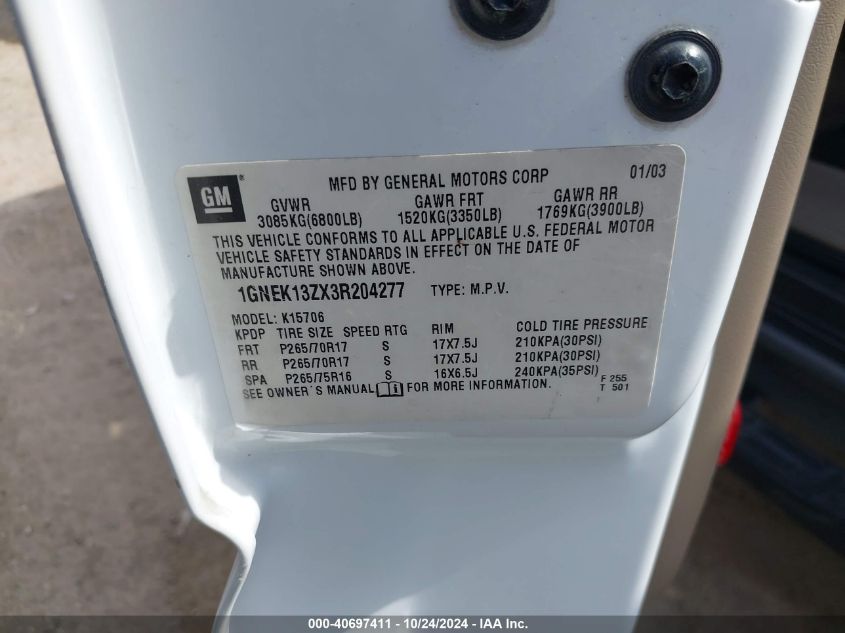 GM
MFD BY GENERAL MOTORS CORP 01/03
GVWR GAWR FRT GAWR RR
3085KG(6800LB) 1520KG(3350LB) 1769KG(3900LB)
THIS VEHICLE CONFORMS TO ALL APPLICABLE U.S. FEDERAL MOTOR
VEHICLE SAFETY STANDARDS IN EFFECT ON THE DATE OF
MANUFACTURE SHOWN ABOVE.
1GNEK13ZX3R204277 TYPE: M.P.V.
MODEL: K15706
KPDP TIRE SIZE SPEED RTG RIM COLD TIRE PRESSURE
FRT P265/70R17 S 17X7.5J 210KPA(30PSI)
RR P265/70R17 S 17X7.5J 210KPA(30PSI)
SPA P265/75R16 S 16X6.5J 240KPA(35PSI)
SEE OWNER'S MANUAL FOR MORE INFORMATION.
F 255
T 501
000-40697411 - 10/24/2024 - IAA Inc.